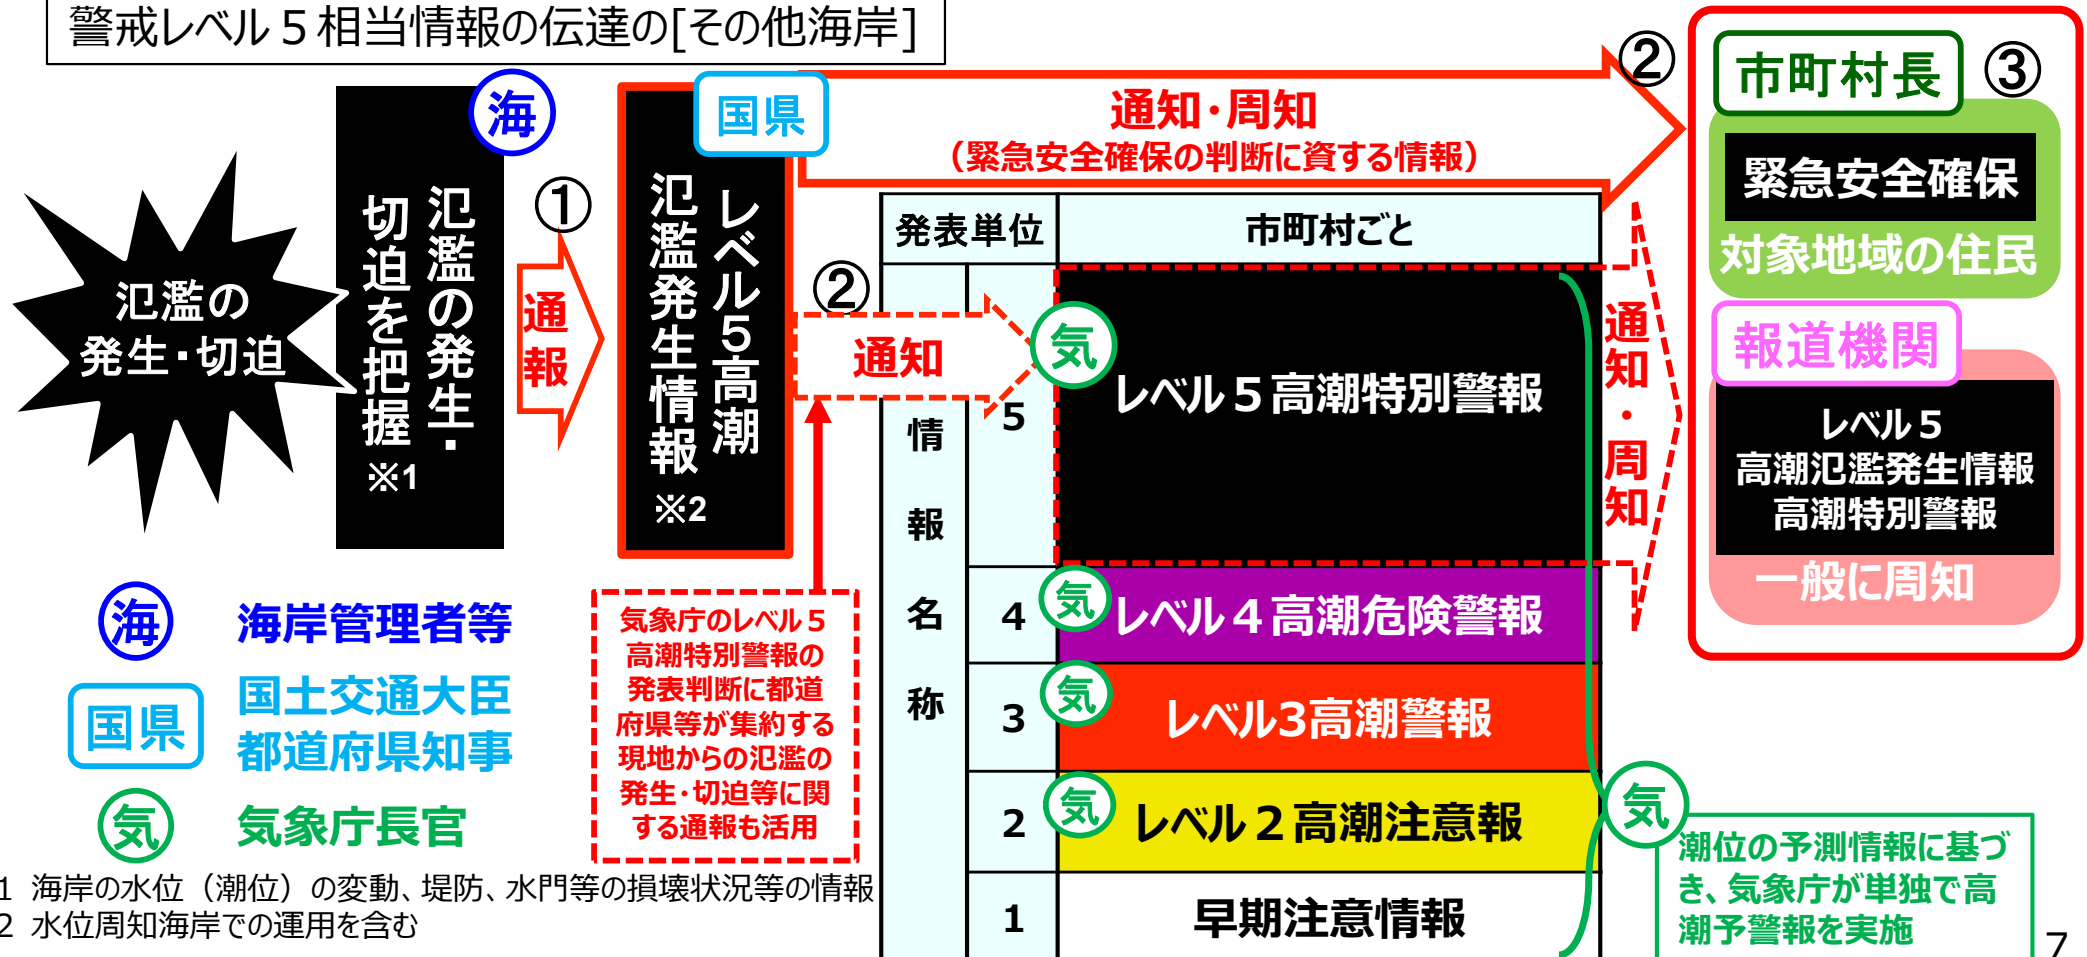 警戒レベル５相当情報の伝達の[その他海岸]
氾濫の
発生・切迫
氾濫の発生・
切迫を把握
※1
海
①
通報
国県
レベル５高潮
氾濫発生情報
※2
②
通知・周知
（緊急安全確保の判断に資する情報）
②
通知
発表単位
市町村ごと
情報名称
5
気
レベル５高潮特別警報
4
気
レベル４高潮危険警報
3
気
レベル3高潮警報
2
気
レベル２高潮注意報
1
早期注意情報
通知・周知
市町村長
③
緊急安全確保
対象地域の住民
報道機関
レベル５
高潮氾濫発生情報
高潮特別警報
一般に周知
海
海岸管理者等
国県
国土交通大臣
都道府県知事
気
気象庁長官
気象庁のレベル５
高潮特別警報の
発表判断に都道
府県等が集約する
現地からの氾濫の
発生・切迫等に関
する通報も活用
気
潮位の予測情報に基づ
き、気象庁が単独で高
潮予警報を実施
1 海岸の水位（潮位）の変動、堤防、水門等の損壊状況等の情報
2 水位周知海岸での運用を含む
7